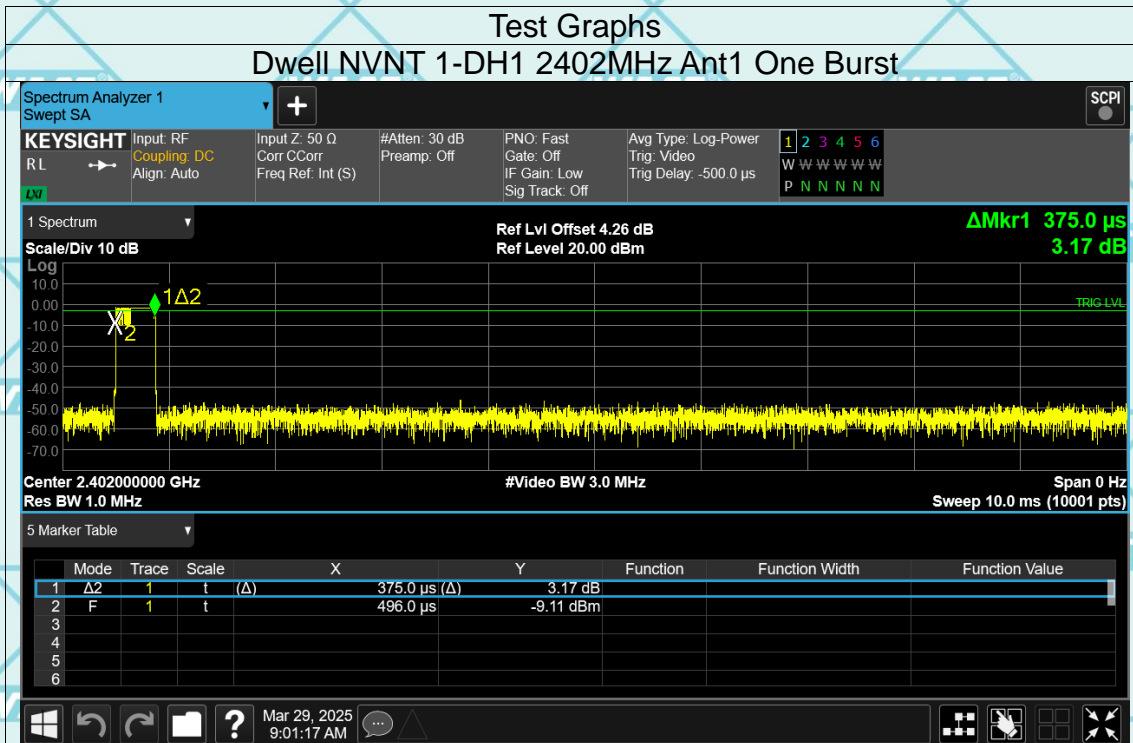 Test Graphs
Dwell NVNT 1-DH1 2402MHz Ant1 One Burst
Spectrum Analyzer 1
Swept SA
+
SCPI
KEYSIGHT Input: RF Input Z: 50 Ω #Atten: 30 dB PNO: Fast Avg Type: Log-Power 1 2 3 4 5 6
RL Coupling: DC Corr CCorr Preamp: Off Gate: Off Trig: Video W W W W W W
Align: Auto Freq Ref: Int (S) IF Gain: Low Trig Delay: -500.0 µs
LXI Sig Track: Off P N N N N N
1 Spectrum Ref Lvl Offset 4.26 dB ΔMkr1 375.0 µs
Scale/Div 10 dB Ref Level 20.00 dBm 3.17 dB
Log
10.0
0.00 1Δ2 TRIG LVL
-10.0 2
-20.0
-30.0
-40.0
-50.0
-60.0
-70.0
Center 2.402000000 GHz #Video BW 3.0 MHz Span 0 Hz
Res BW 1.0 MHz Sweep 10.0 ms (10001 pts)
5 Marker Table
Mode Trace Scale X Y Function Function Width Function Value
1 Δ2 1 t (Δ) 375.0 µs (Δ) 3.17 dB
2 F 1 t 496.0 µs -9.11 dBm
3
4
5
6
? Mar 29, 2025
9:01:17 AM